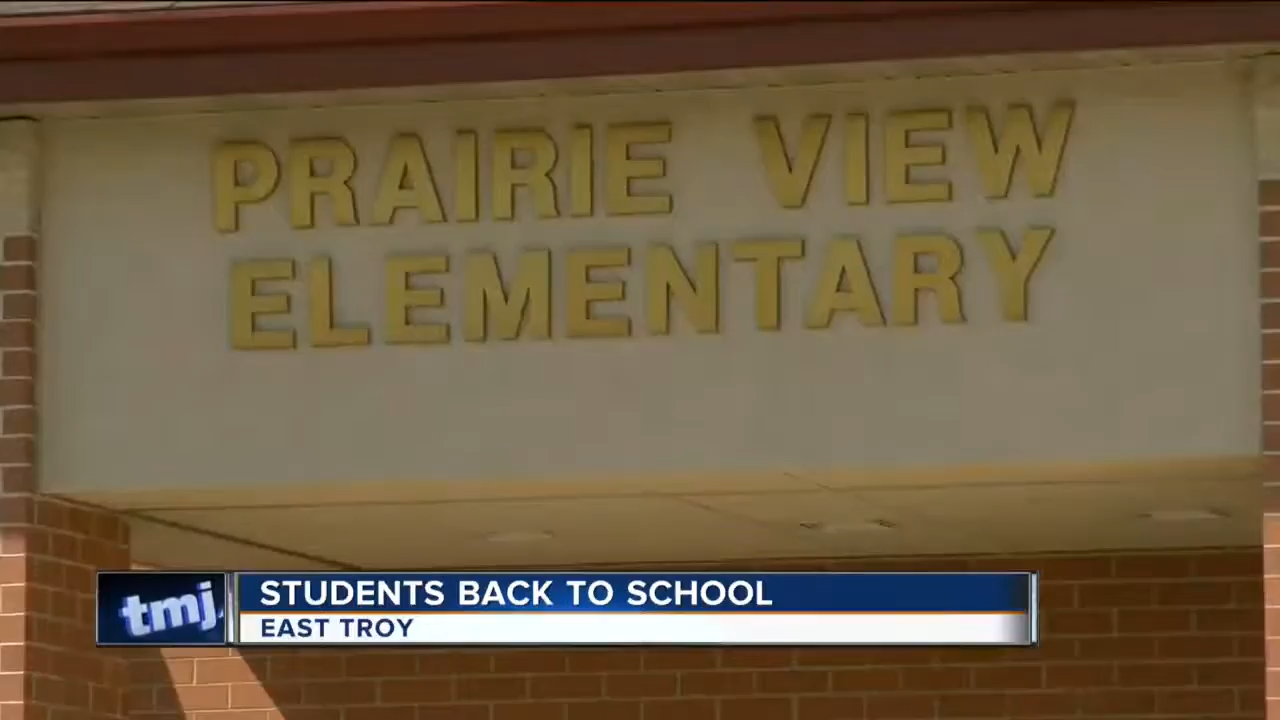 PRAIRIE VIEW
ELEMENTARY
tmj
STUDENTS BACK TO SCHOOL
EAST TROY